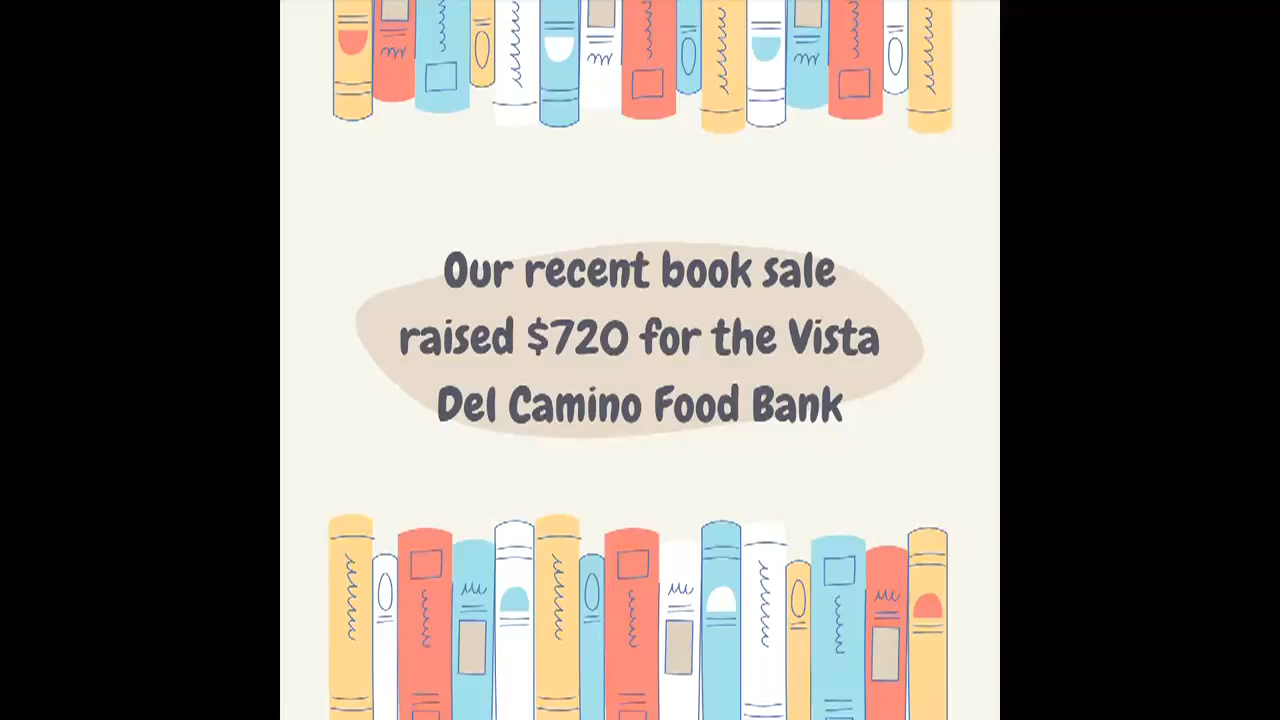 Our recent book sale
raised $720 for the Vista
Del Camino Food Bank